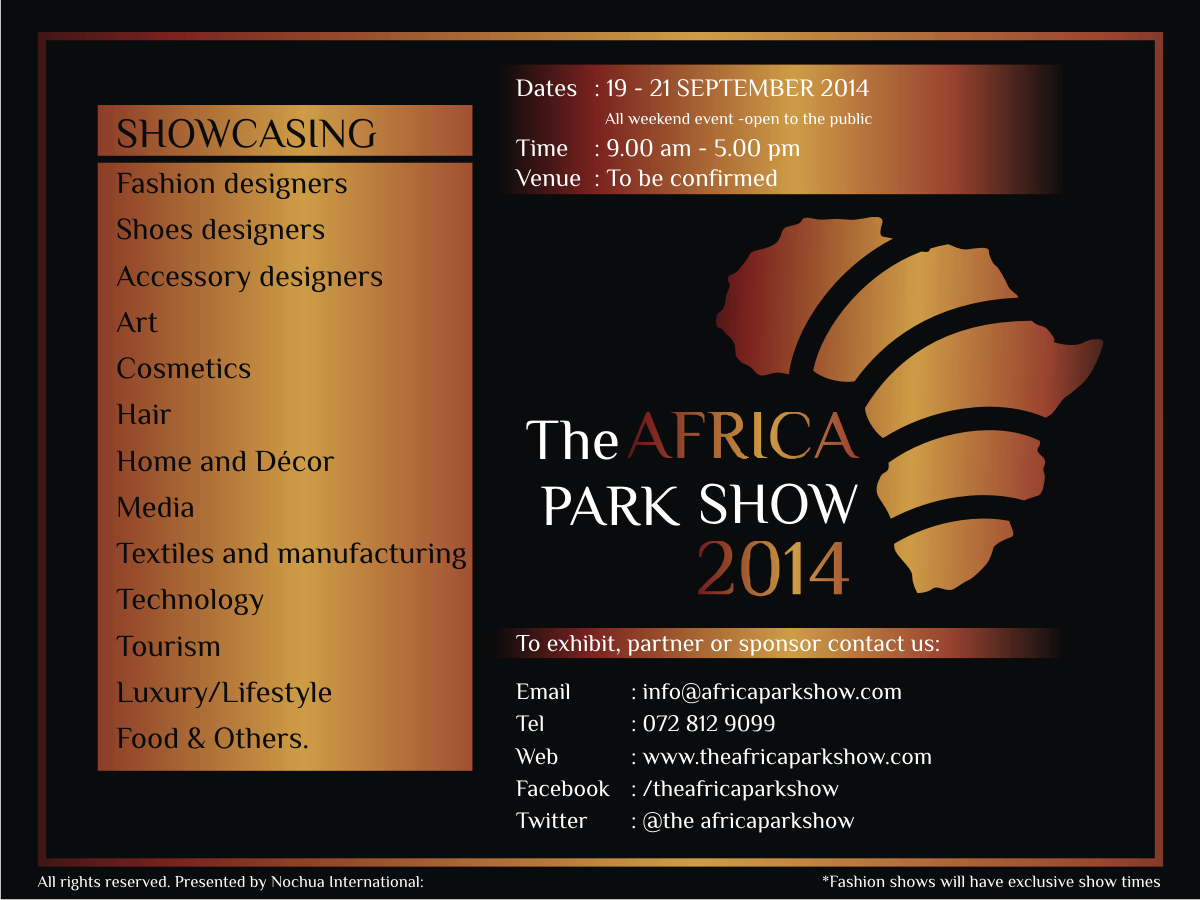 SHOWCASING
Fashion designers
Shoes designers
Accessory designers
Art
Cosmetics
Hair
Home and Décor
Media
Textiles and manufacturing
Technology
Tourism
Luxury/Lifestyle
Food & Others.
Dates : 19 - 21 SEPTEMBER 2014
All weekend event -open to the public
Time : 9.00 am - 5.00 pm
Venue : To be confirmed
The AFRICA
PARK SHOW
2014
To exhibit, partner or sponsor contact us:
Email : info@africaparkshow.com
Tel : 072 812 9099
Web : www.theafricaparkshow.com
Facebook : /theafricaparkshow
Twitter : @the africaparkshow
All rights reserved. Presented by Nochua International:
*Fashion shows will have exclusive show times